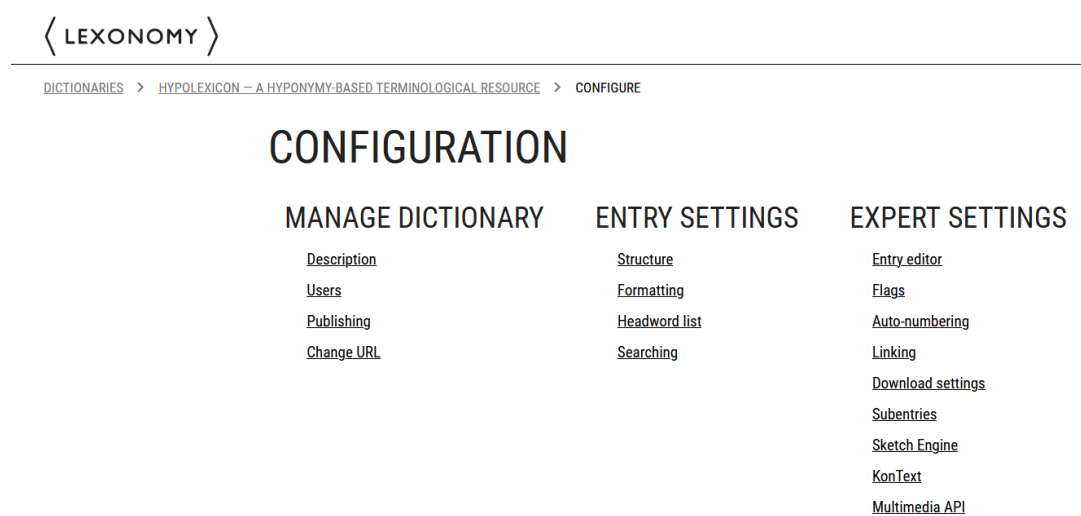 LEXONOMY
DICTIONARIES > HYPOLEXICON – A HYPONYMY-BASED TERMINOLOGICAL RESOURCE > CONFIGURE
CONFIGURATION
MANAGE DICTIONARY
Description
Users
Publishing
Change URL
ENTRY SETTINGS
Structure
Formatting
Headword list
Searching
EXPERT SETTINGS
Entry editor
Flags
Auto-numbering
Linking
Download settings
Subentries
Sketch Engine
KonText
Multimedia API